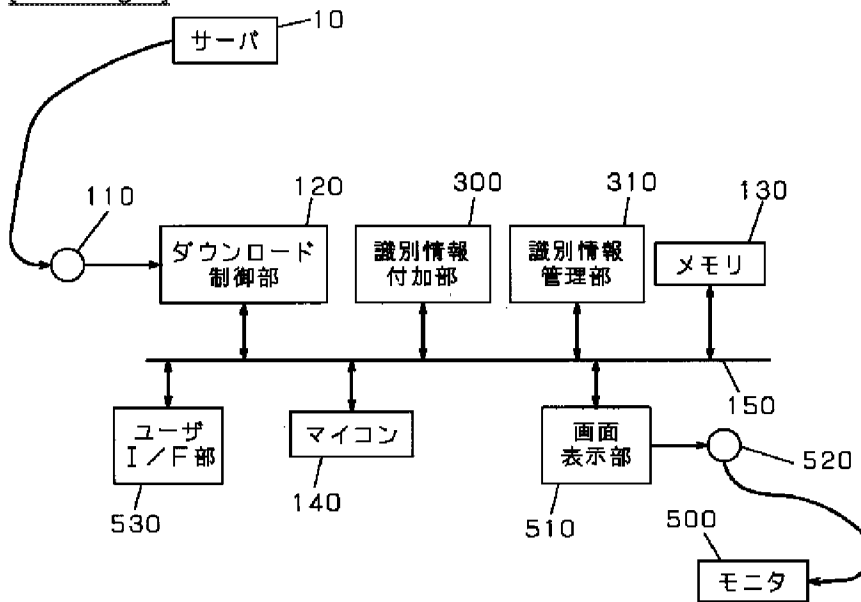 サーバ
10
110
120
300
310
130
ダウンロード
制御部
識別情報
付加部
識別情報
管理部
メモリ
150
ユーザ
I/F部
マイコン
画面
表示部
530
140
510
520
500
モニタ